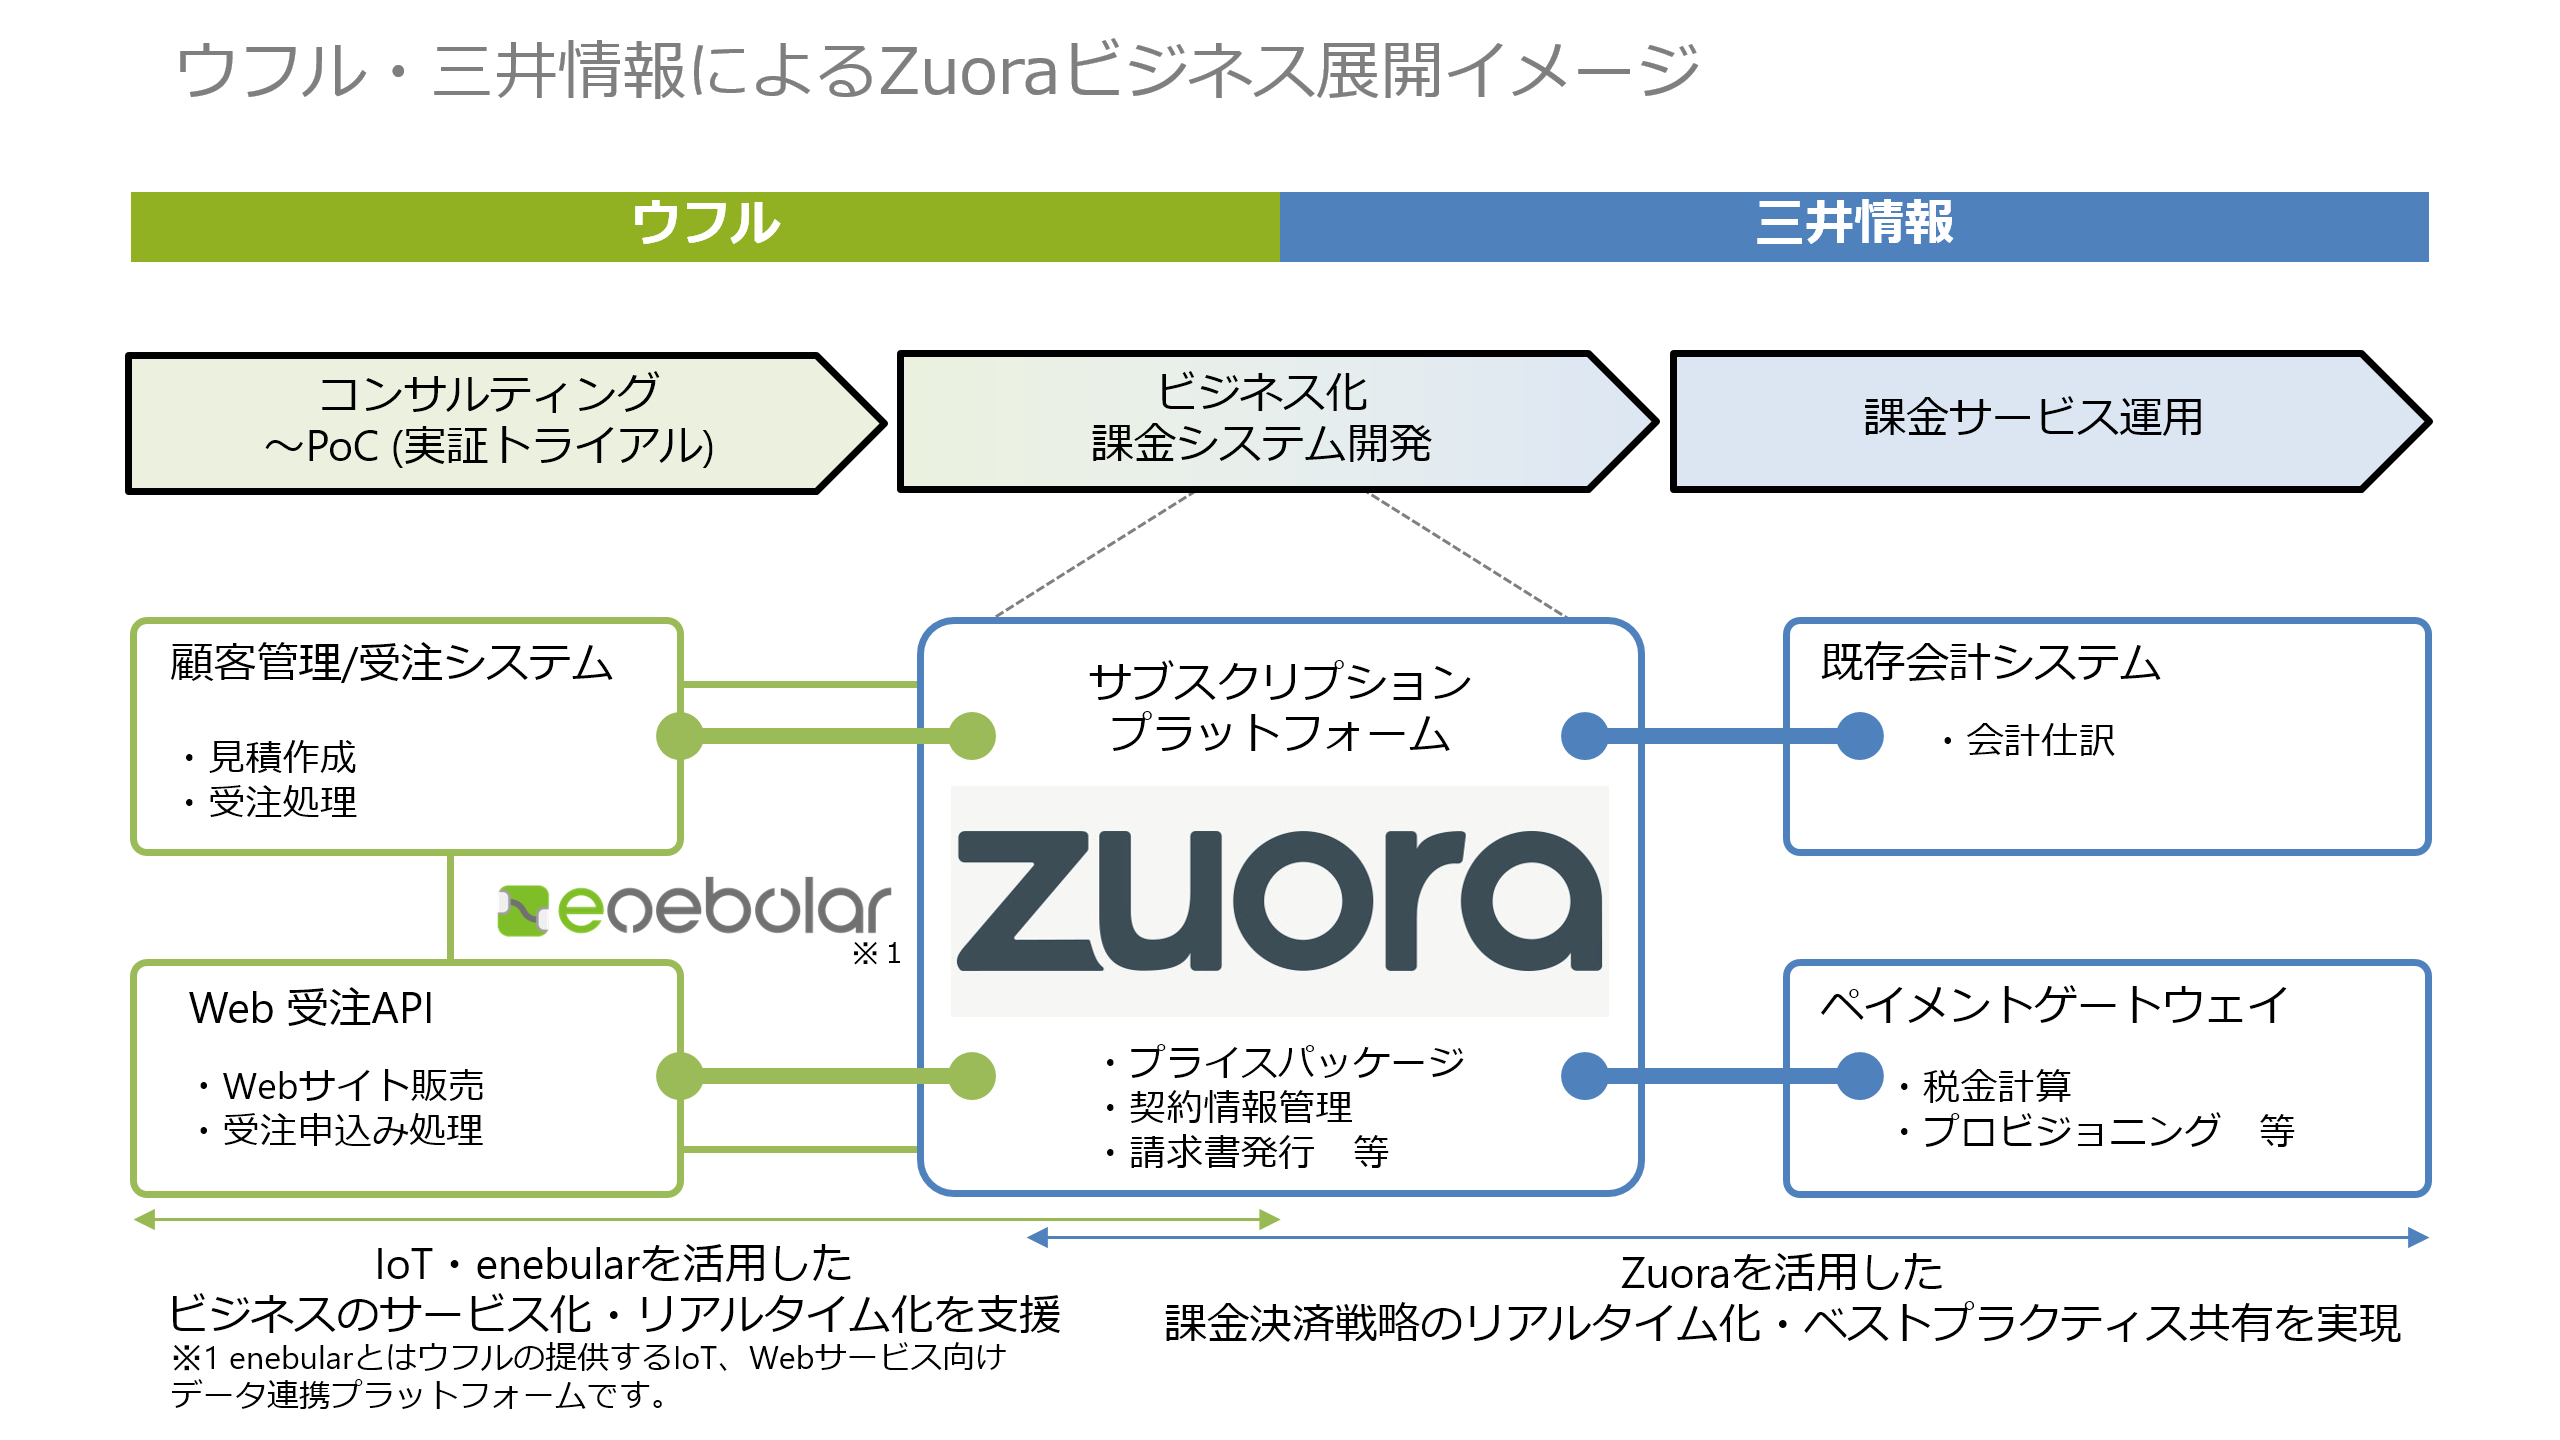 ウフル・三井情報によるZuoraビジネス展開イメージ
ウフル
三井情報
コンサルティング
～PoC (実証トライアル)
ビジネス化
課金システム開発
課金サービス運用
顧客管理/受注システム
・見積作成
・受注処理
enebular
※1
Web 受注API
・Webサイト販売
・受注申込み処理
サブスクリプション
プラットフォーム
zuora
・プライスパッケージ
・契約情報管理
・請求書発行　等
既存会計システム
・会計仕訳
ペイメントゲートウェイ
・税金計算
・プロビジョニング　等
IoT・enebularを活用した
ビジネスのサービス化・リアルタイム化を支援
※1 enebularとはウフルの提供するIoT、Webサービス向け
データ連携プラットフォームです。
Zuoraを活用した
課金決済戦略のリアルタイム化・ベストプラクティス共有を実現